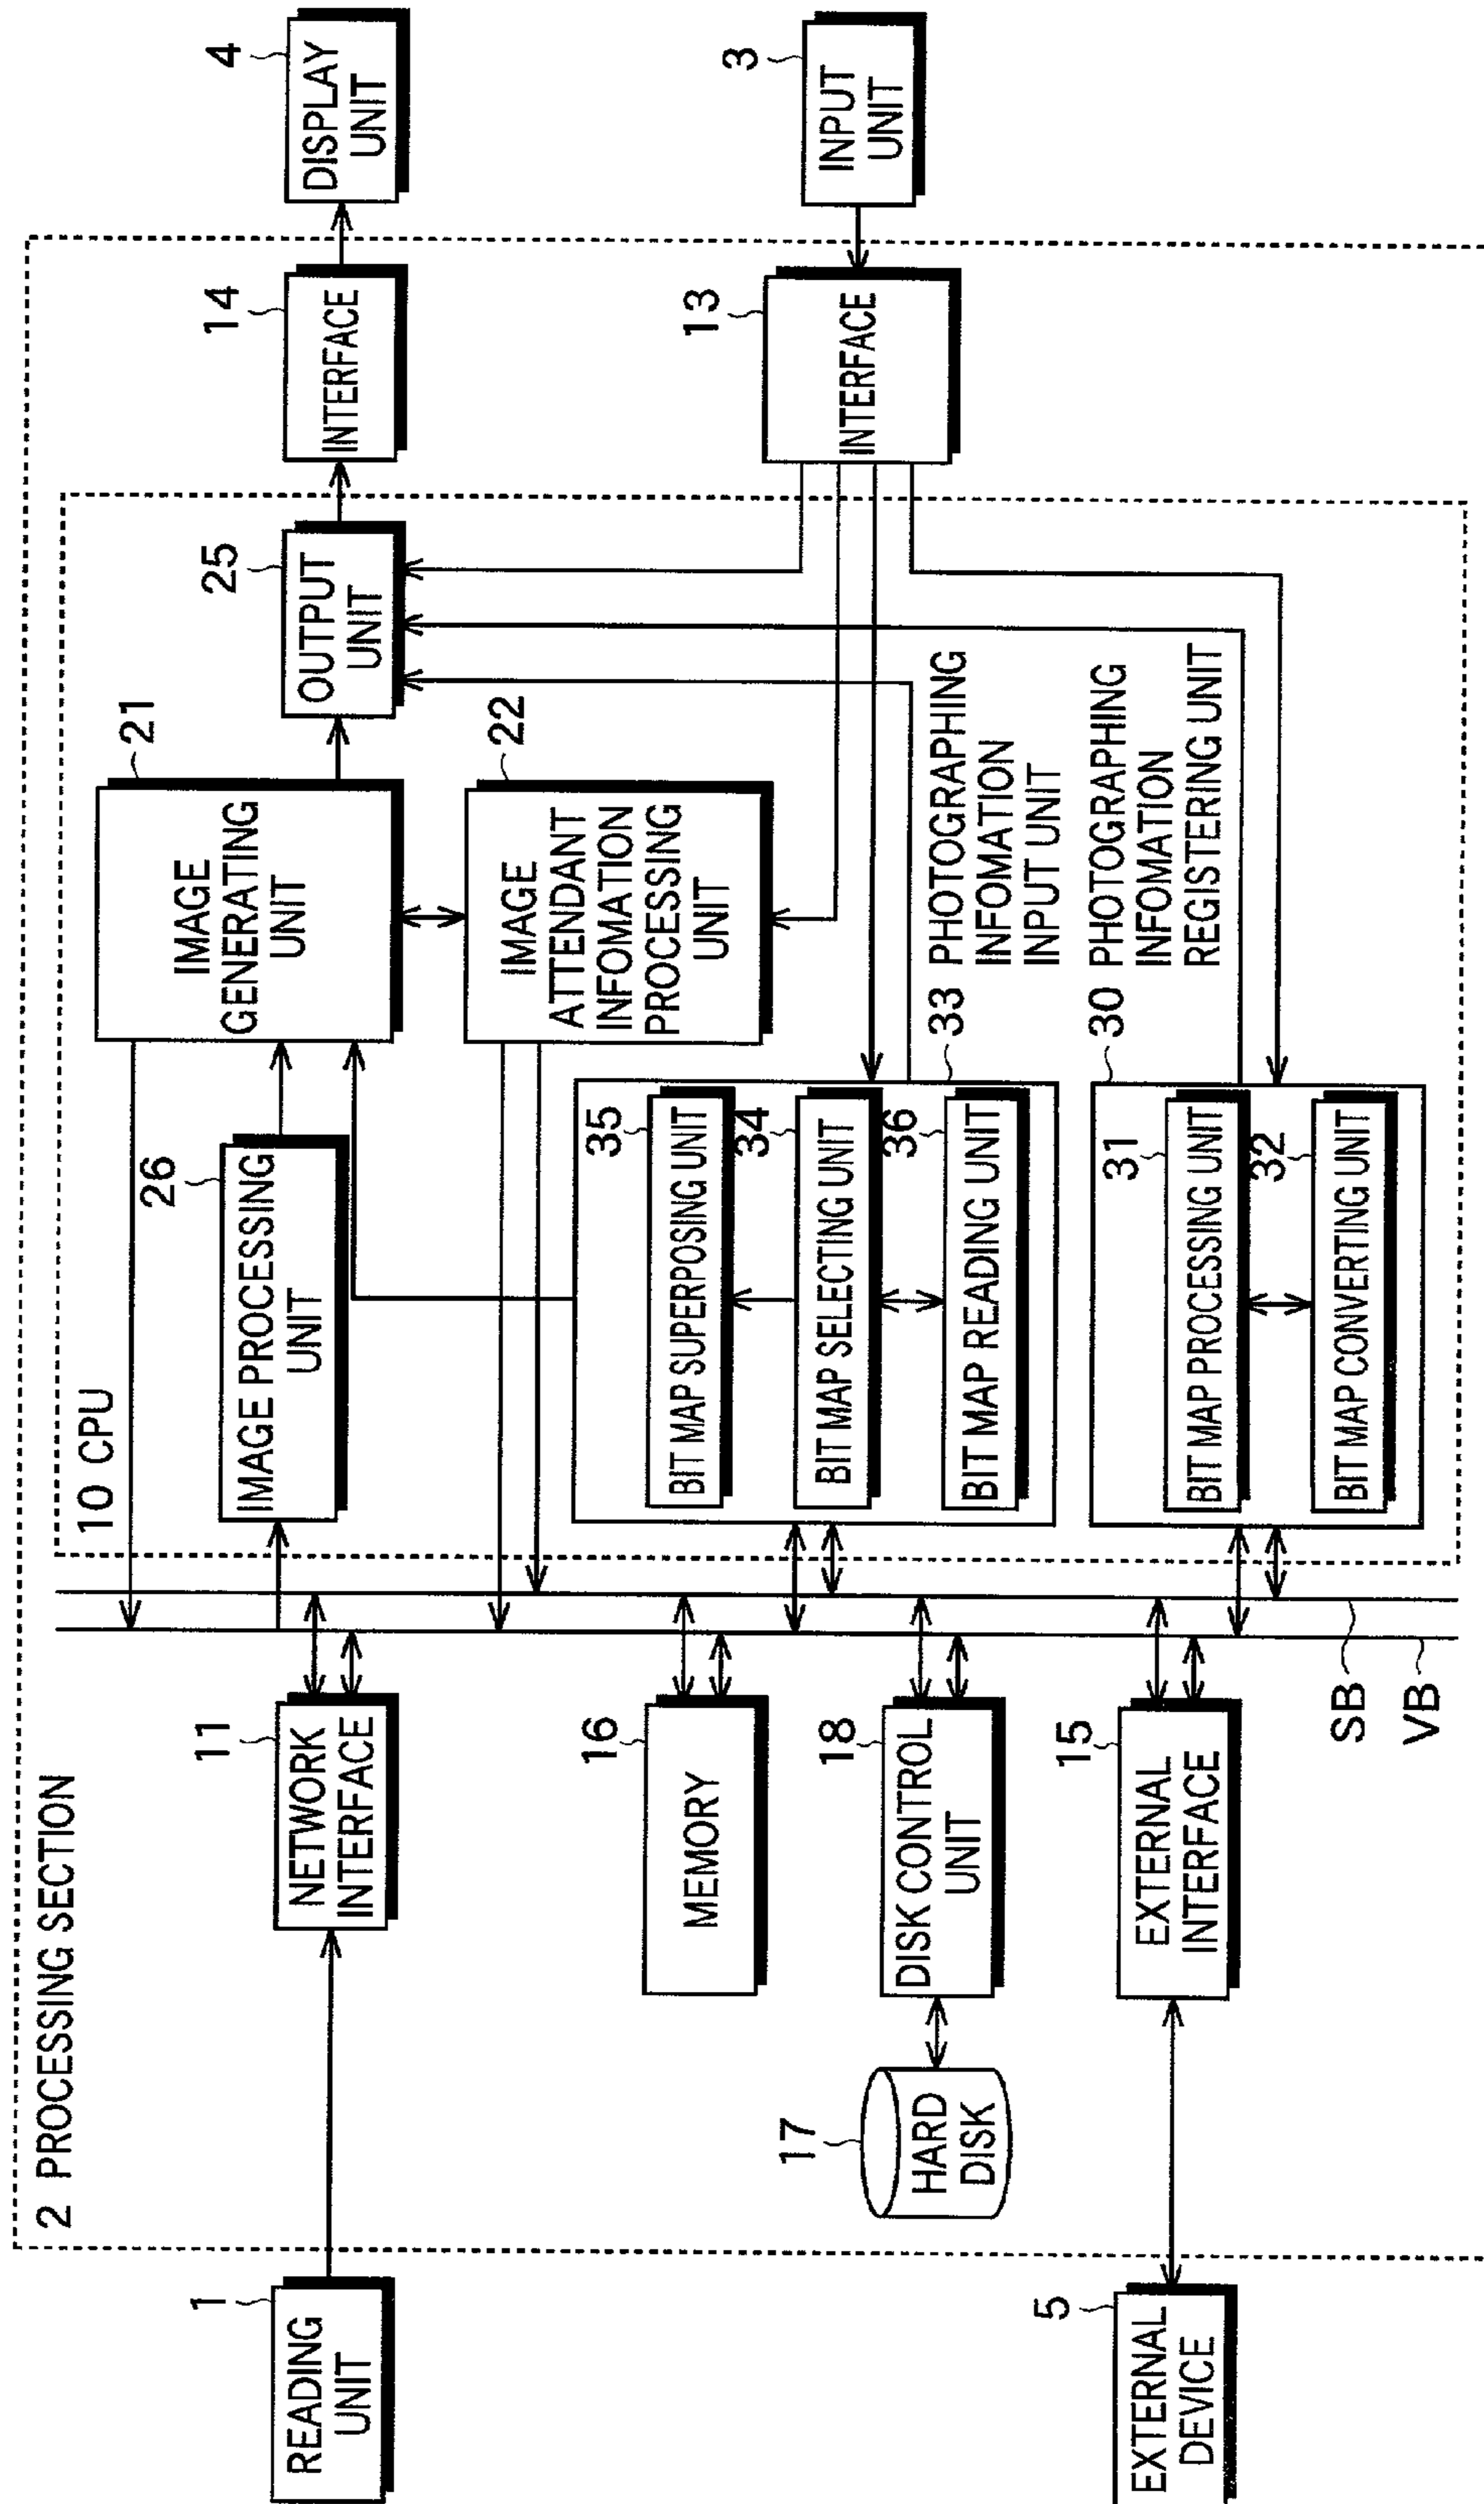 2 PROCESSING SECTION
10 CPU
1
READING
UNIT
11
NETWORK
INTERFACE
26
IMAGE PROCESSING
UNIT
21
IMAGE
GENERATING
UNIT
25
OUTPUT
UNIT
14
INTERFACE
4
DISPLAY
UNIT
22
IMAGE
ATTENDANT
INFOMATION
PROCESSING
UNIT
16
MEMORY
35
BIT MAP SUPERPOSING UNIT
34
BIT MAP SELECTING UNIT
36
BIT MAP READING UNIT
33 PHOTOGRAPHING
INFOMATION
INPUT UNIT
13
INTERFACE
3
INPUT
UNIT
17
HARD
DISK
18
DISK CONTROL
UNIT
5
EXTERNAL
DEVICE
15
EXTERNAL
INTERFACE
30 PHOTOGRAPHING
INFOMATION
REGISTERING UNIT
31
BIT MAP PROCESSING UNIT
32
BIT MAP CONVERTING UNIT
SB
VB